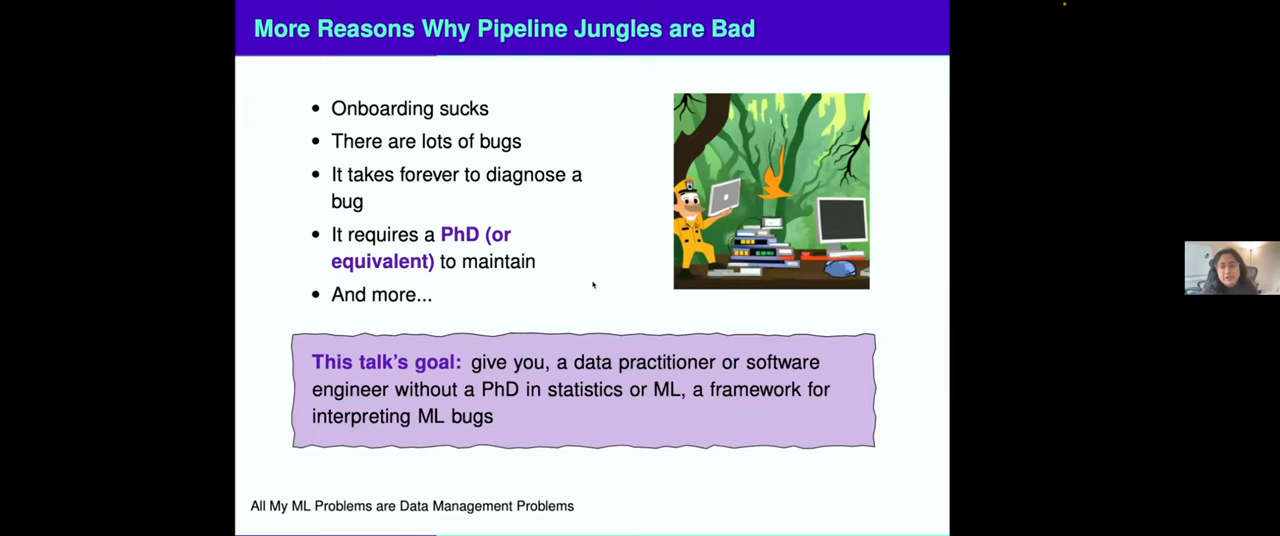 More Reasons Why Pipeline Jungles are Bad
• Onboarding sucks
• There are lots of bugs
• It takes forever to diagnose a
bug
• It requires a PhD (or
equivalent) to maintain
• And more...
This talk's goal: give you, a data practitioner or software
engineer without a PhD in statistics or ML, a framework for
interpreting ML bugs
All My ML Problems are Data Management Problems